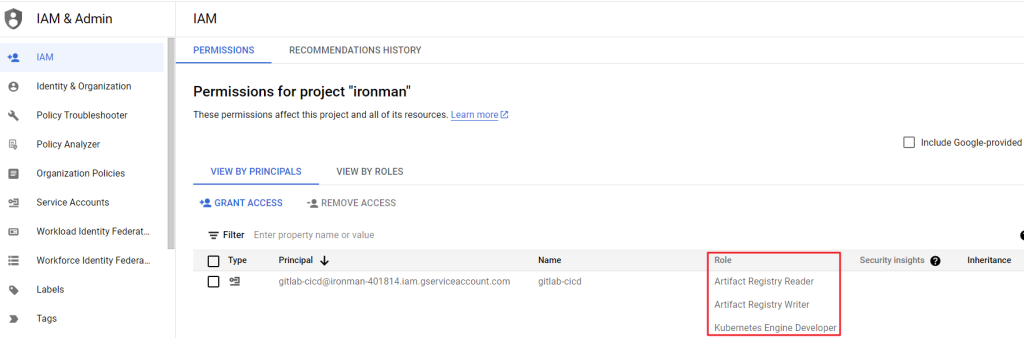 IAM & Admin
IAM
IAM
Identity & Organization
Policy Troubleshooter
Policy Analyzer
Organization Policies
Service Accounts
Workload Identity Federat...
Workforce Identity Federa...
Labels
Tags
PERMISSIONS RECOMMENDATIONS HISTORY
Permissions for project "ironman"
These permissions affect this project and all of its resources. Learn more
Include Google-provided
VIEW BY PRINCIPALS VIEW BY ROLES
GRANT ACCESS REMOVE ACCESS
Filter Enter property name or value
Type Principal Name Role Security insights ? Inheritance
gitlab-cicd@ironman-401814.iam.gserviceaccount.com gitlab-cicd Artifact Registry Reader
Artifact Registry Writer
Kubernetes Engine Developer